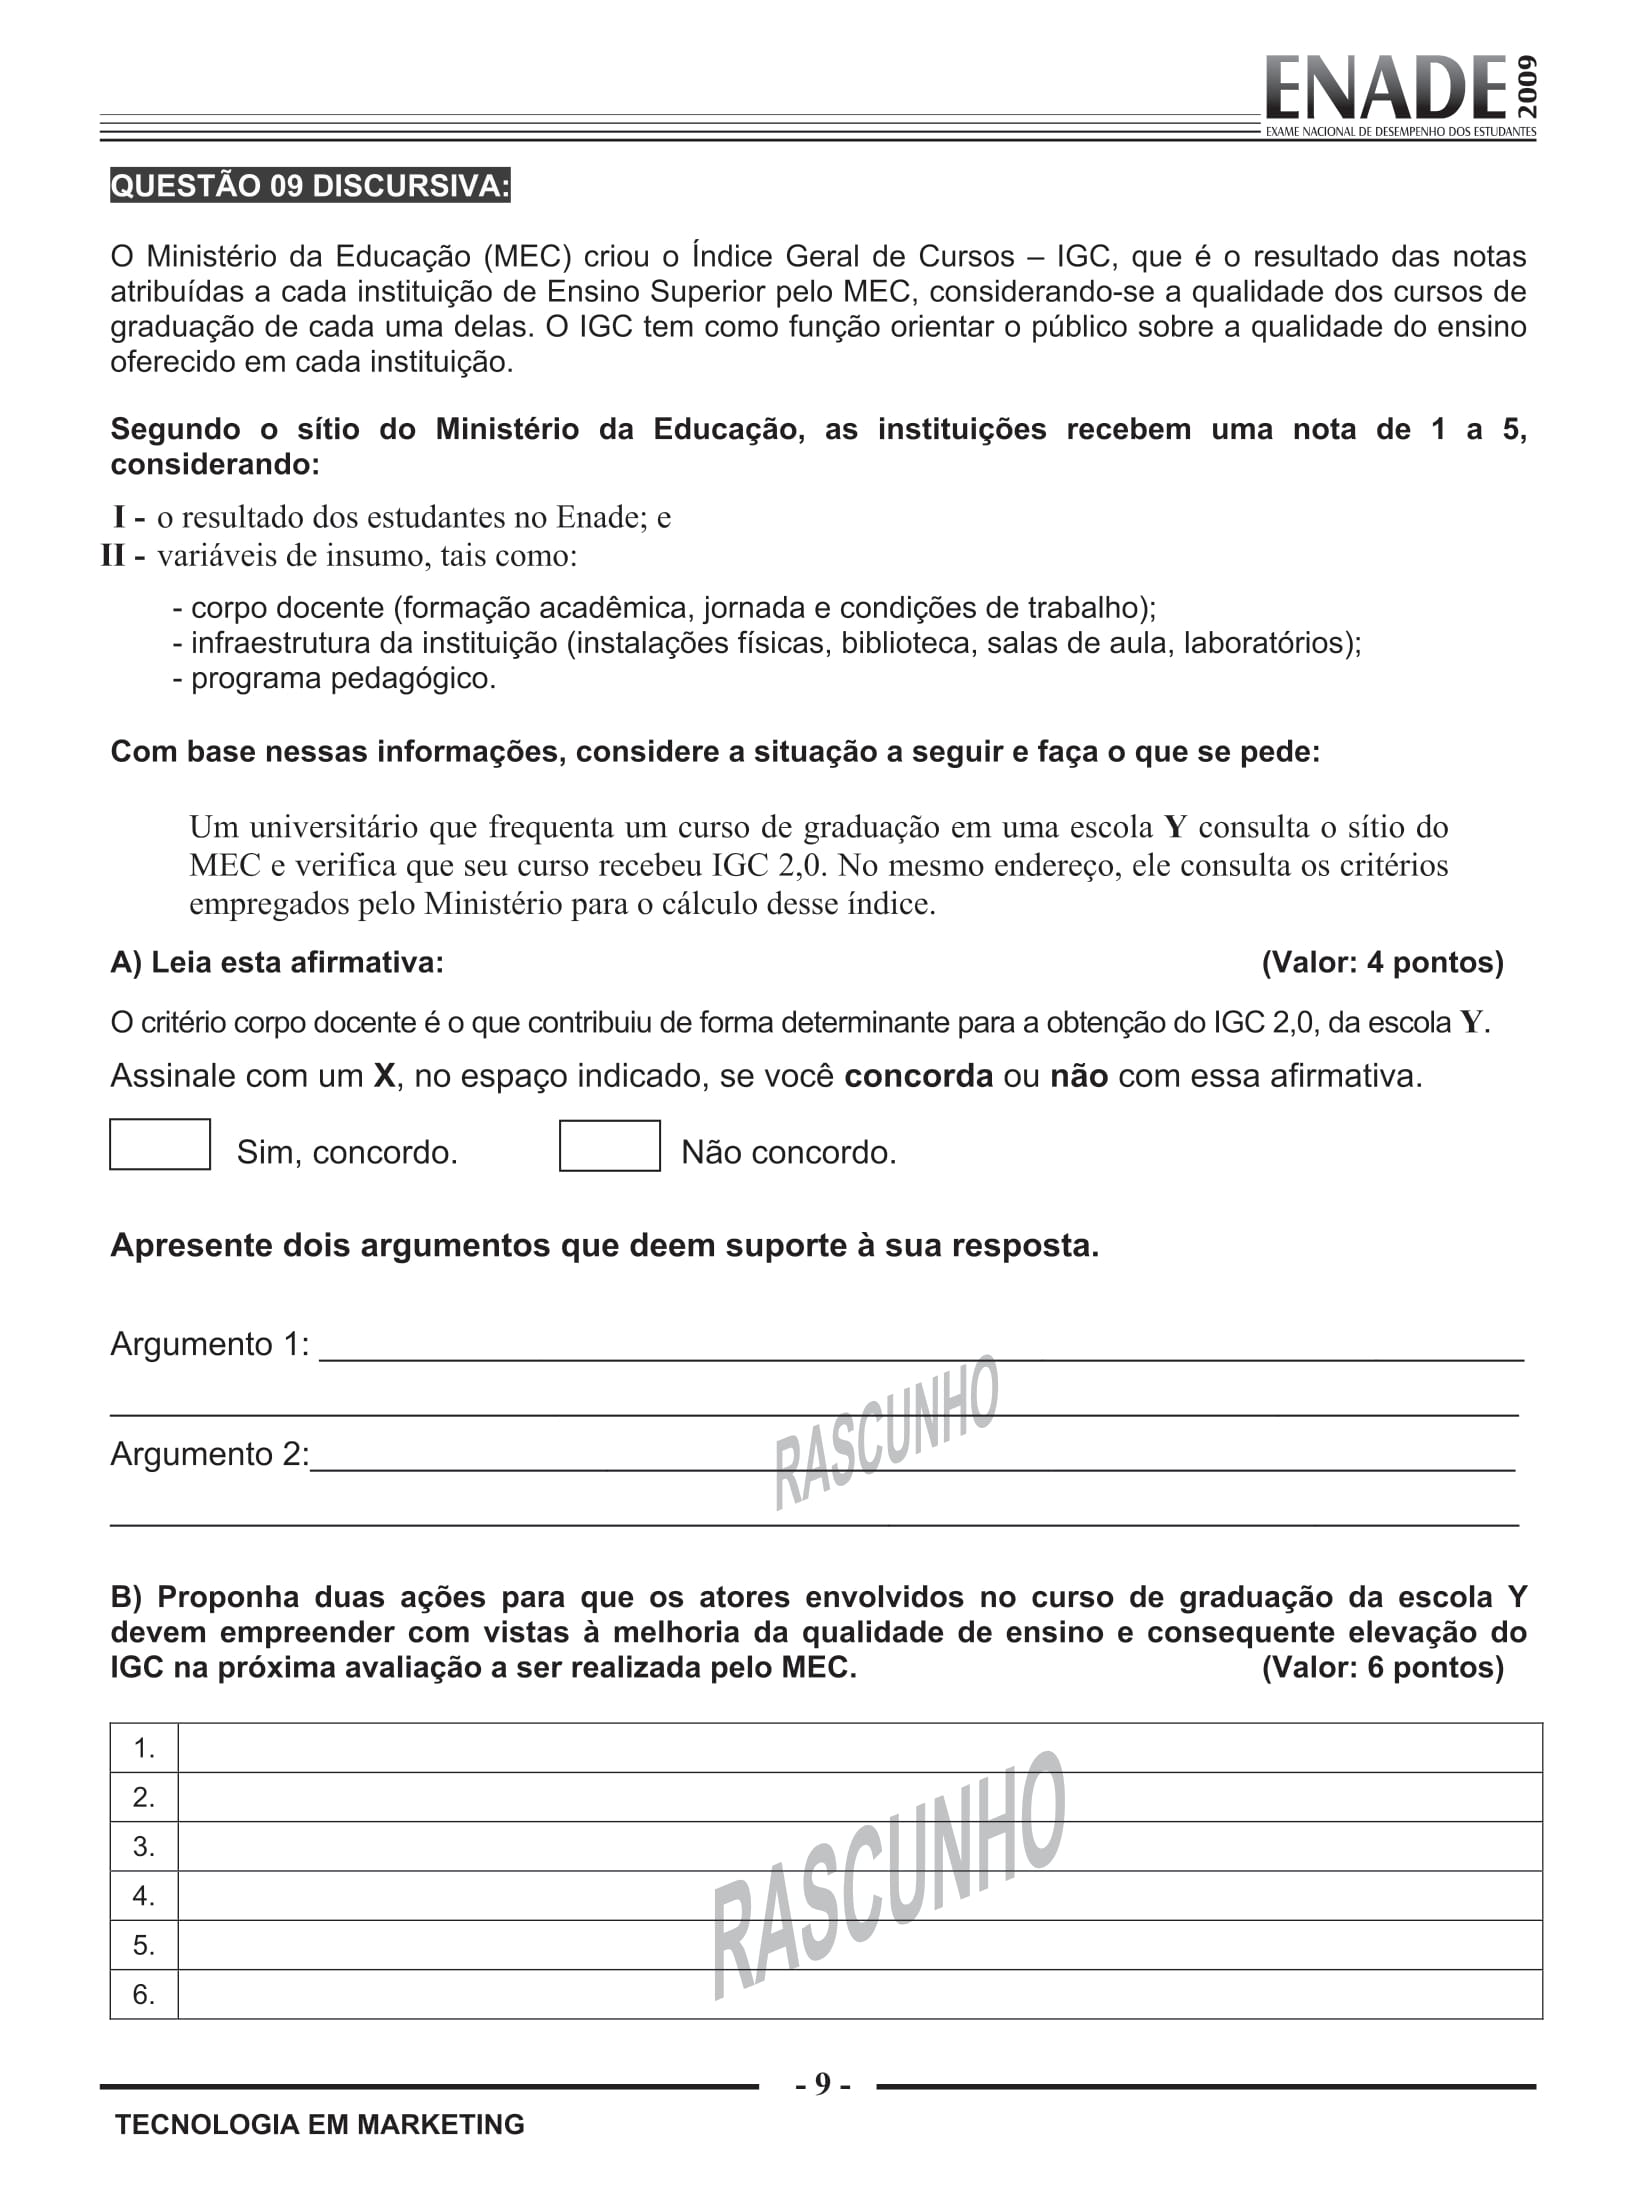 ENADE 2009
EXAME NACIONAL DE DESEMPENHO DOS ESTUDANTES
QUESTÃO 09 DISCURSIVA:
O Ministério da Educação (MEC) criou o Índice Geral de Cursos – IGC, que é o resultado das notas
atribuídas a cada instituição de Ensino Superior pelo MEC, considerando-se a qualidade dos cursos de
graduação de cada uma delas. O IGC tem como função orientar o público sobre a qualidade do ensino
oferecido em cada instituição.
Segundo o sítio do Ministério da Educação, as instituições recebem uma nota de 1 a 5,
considerando:
I - o resultado dos estudantes no Enade; e
II - variáveis de insumo, tais como:
- corpo docente (formação acadêmica, jornada e condições de trabalho);
- infraestrutura da instituição (instalações físicas, biblioteca, salas de aula, laboratórios);
- programa pedagógico.
Com base nessas informações, considere a situação a seguir e faça o que se pede:
Um universitário que frequenta um curso de graduação em uma escola Y consulta o sítio do
MEC e verifica que seu curso recebeu IGC 2,0. No mesmo endereço, ele consulta os critérios
empregados pelo Ministério para o cálculo desse índice.
A) Leia esta afirmativa: (Valor: 4 pontos)
O critério corpo docente é o que contribuiu de forma determinante para a obtenção do IGC 2,0, da escola Y.
Assinale com um X, no espaço indicado, se você concorda ou não com essa afirmativa.
Sim, concordo. Não concordo.
Apresente dois argumentos que deem suporte à sua resposta.
Argumento 1:
Argumento 2:
RASCUNHO
B) Proponha duas ações para que os atores envolvidos no curso de graduação da escola Y
devem empreender com vistas à melhoria da qualidade de ensino e consequente elevação do
IGC na próxima avaliação a ser realizada pelo MEC. (Valor: 6 pontos)
1.
2.
3.
4.
5.
6.
RASCUNHO
- 9 -
TECNOLOGIA EM MARKETING